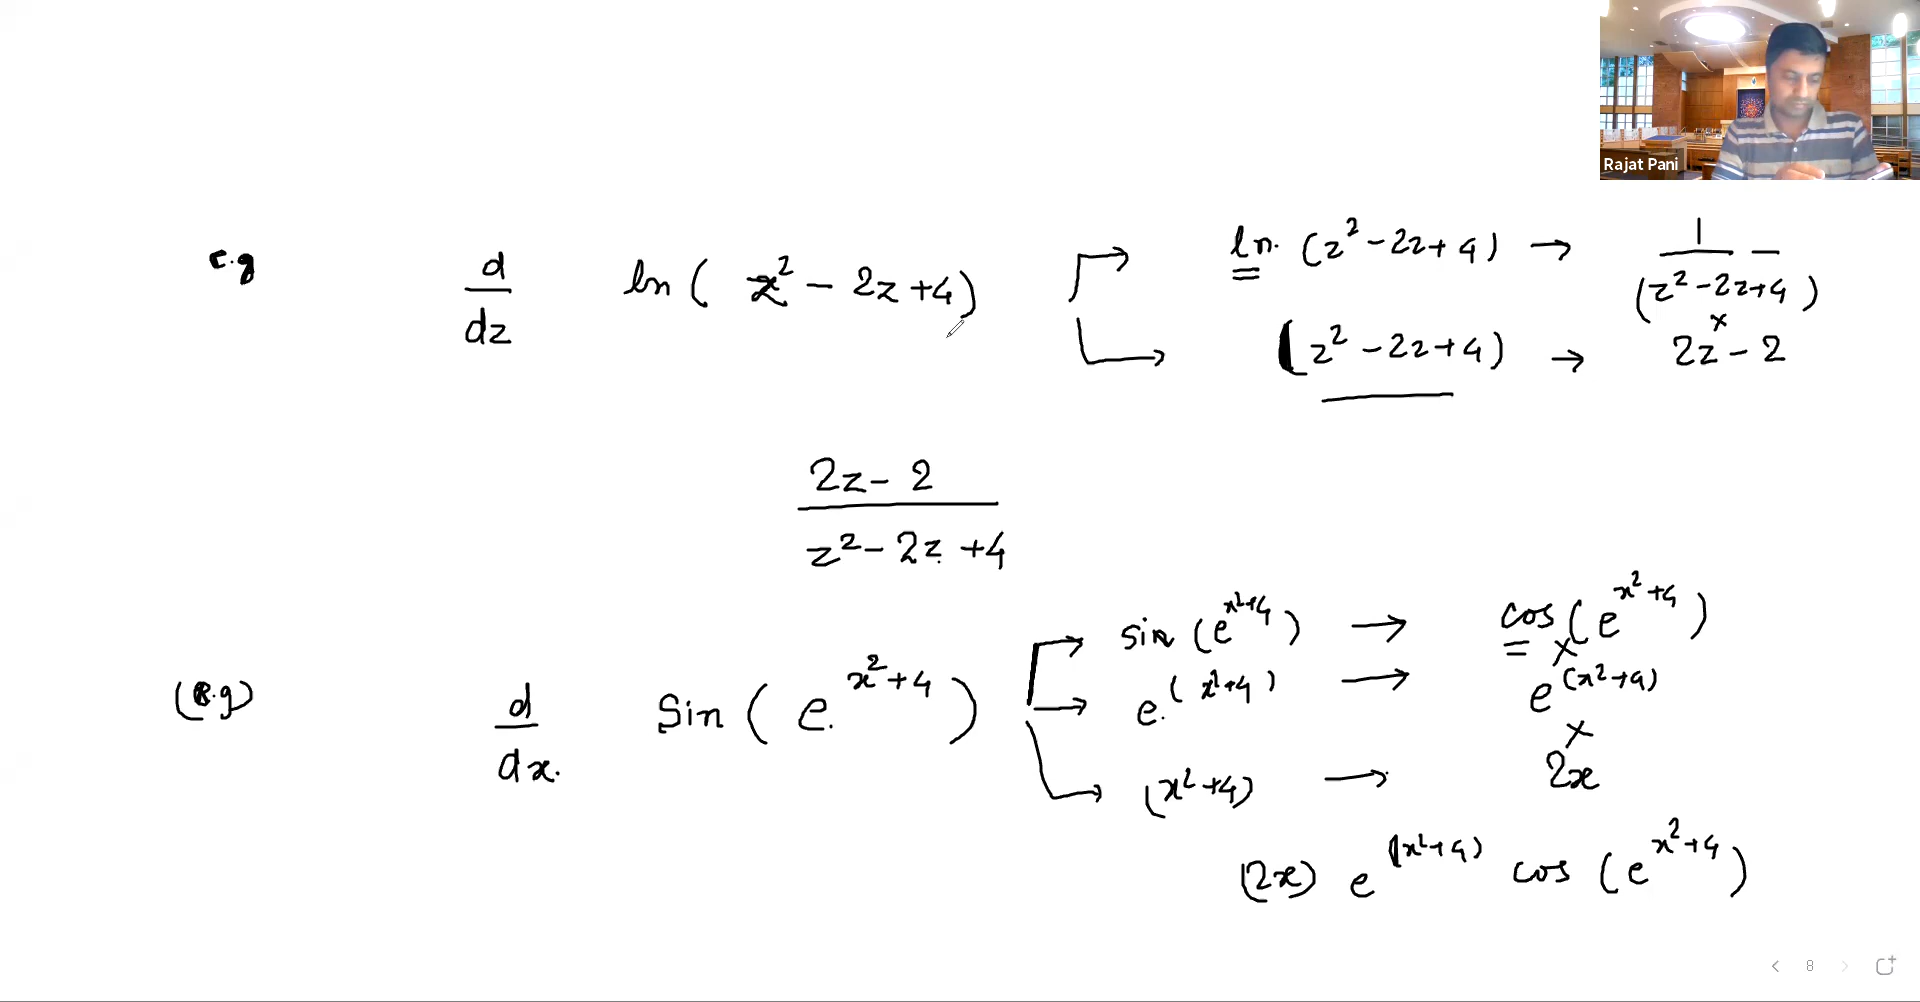 Rajat Pani
e.g d/dz ln( z² - 2z + 4 )
ln (z² - 2z + 4) → 1/(z² - 2z + 4)
×
(z² - 2z + 4) → 2z - 2
2z - 2
z² - 2z + 4
(e.g) d/dx. Sin ( e^(x² + 4) )
sin (e^(x²+4)) → cos (e^(x²+4))
×
e^(x²+4) → e^(x²+4)
×
(x²+4) → 2x
(2x) e^(x²+4) cos (e^(x²+4))
< 8 >